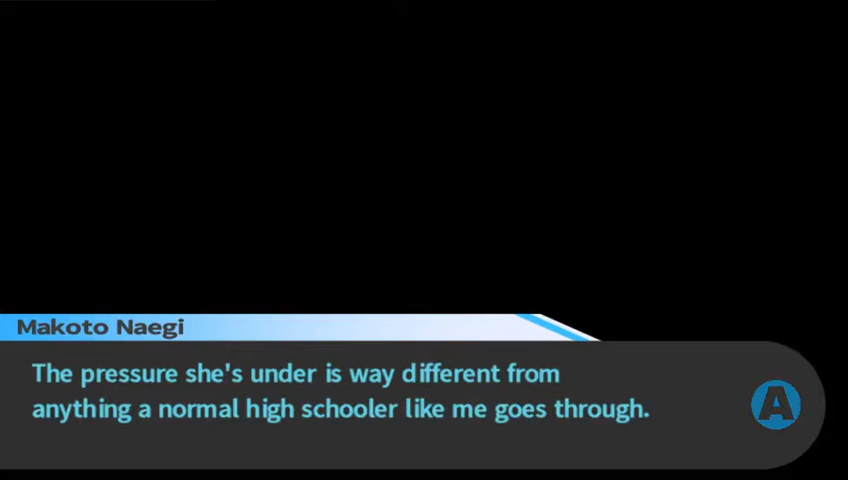 Makoto Naegi
The pressure she's under is way different from
anything a normal high schooler like me goes through.
A